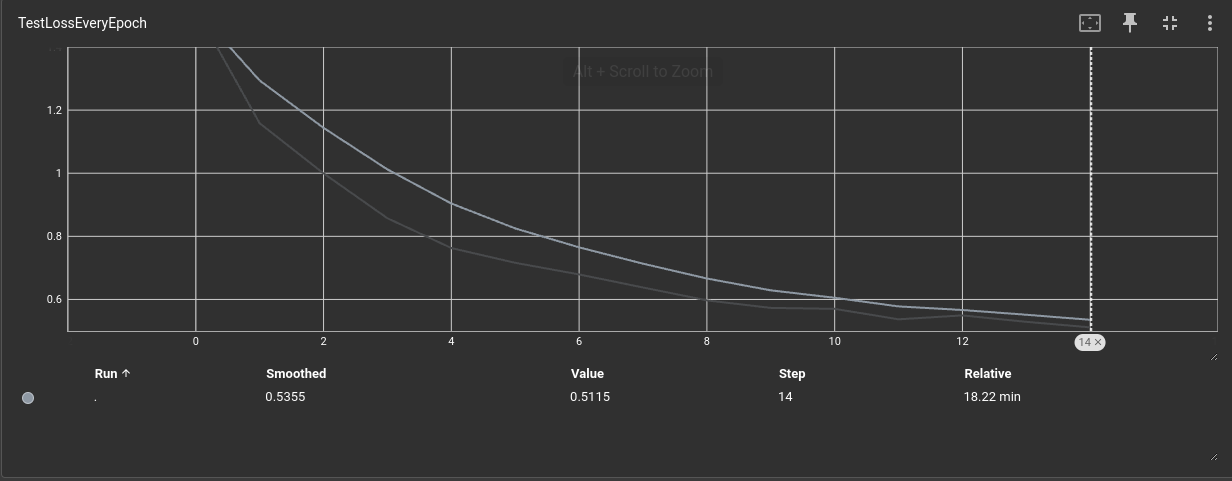 TestLossEveryEpoch
Alt + Scroll to Zoom
1.2
1
0.8
0.6
0 2 4 6 8 10 12 14 ×
Run ↑ Smoothed Value Step Relative
. 0.5355 0.5115 14 18.22 min